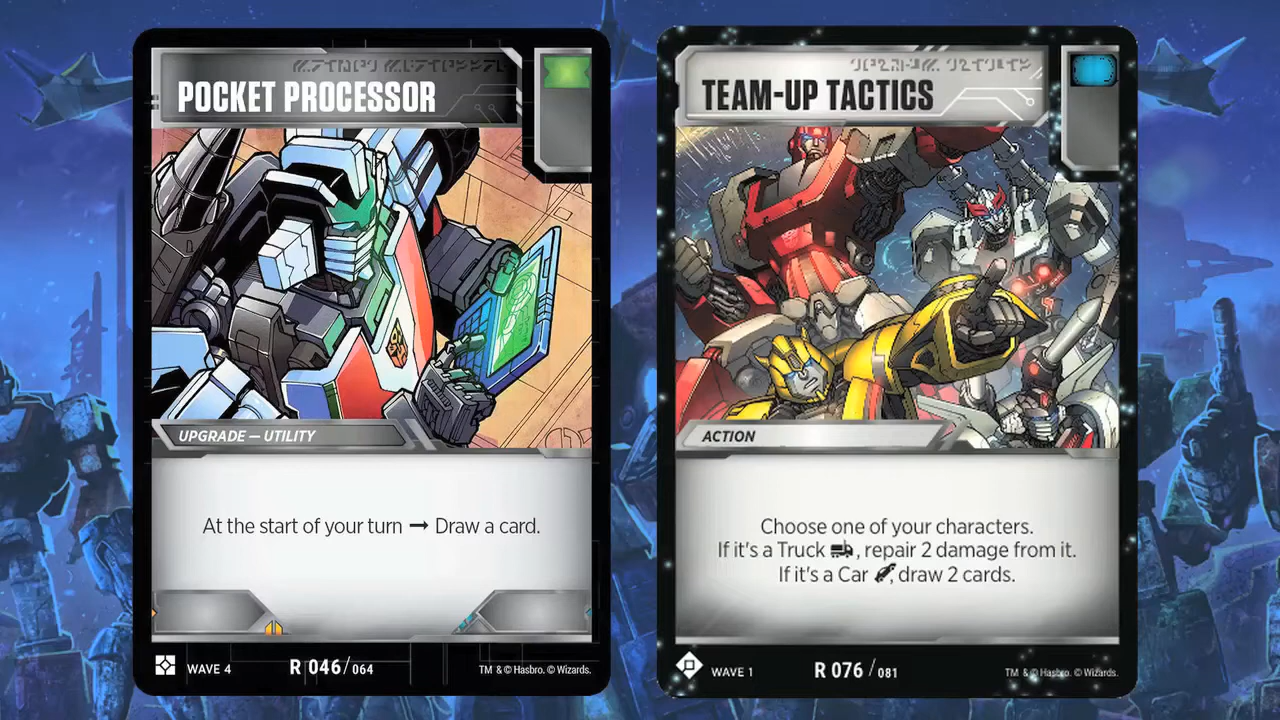 POCKET PROCESSOR
UPGRADE — UTILITY
At the start of your turn → Draw a card.
WAVE 4
R 046/064
TM & © Hasbro. © Wizards.
TEAM-UP TACTICS
ACTION
Choose one of your characters.
If it's a Truck, repair 2 damage from it.
If it's a Car, draw 2 cards.
WAVE 1
R 076/081
TM & © Hasbro. © Wizards.